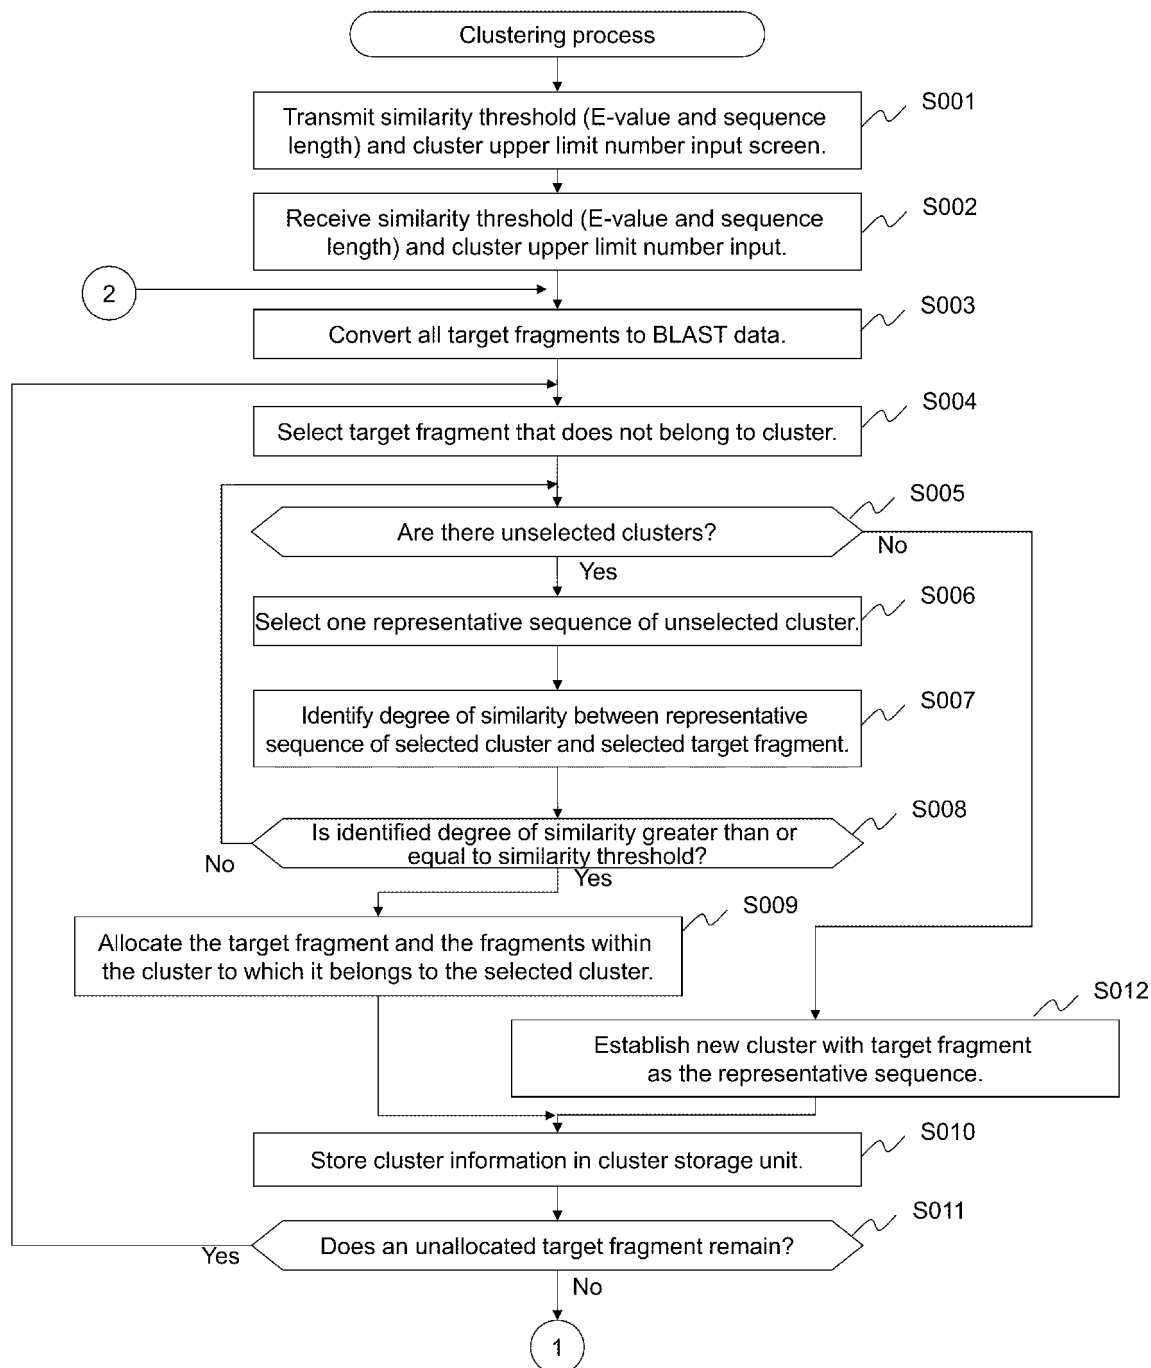 Clustering process
S001
Transmit similarity threshold (E-value and sequence
length) and cluster upper limit number input screen.
S002
Receive similarity threshold (E-value and sequence
length) and cluster upper limit number input.
2
S003
Convert all target fragments to BLAST data.
S004
Select target fragment that does not belong to cluster.
S005
Are there unselected clusters?
No
Yes
S006
Select one representative sequence of unselected cluster.
S007
Identify degree of similarity between representative
sequence of selected cluster and selected target fragment.
S008
Is identified degree of similarity greater than or
equal to similarity threshold?
No
Yes
S009
Allocate the target fragment and the fragments within
the cluster to which it belongs to the selected cluster.
S012
Establish new cluster with target fragment
as the representative sequence.
S010
Store cluster information in cluster storage unit.
S011
Does an unallocated target fragment remain?
Yes
No
1